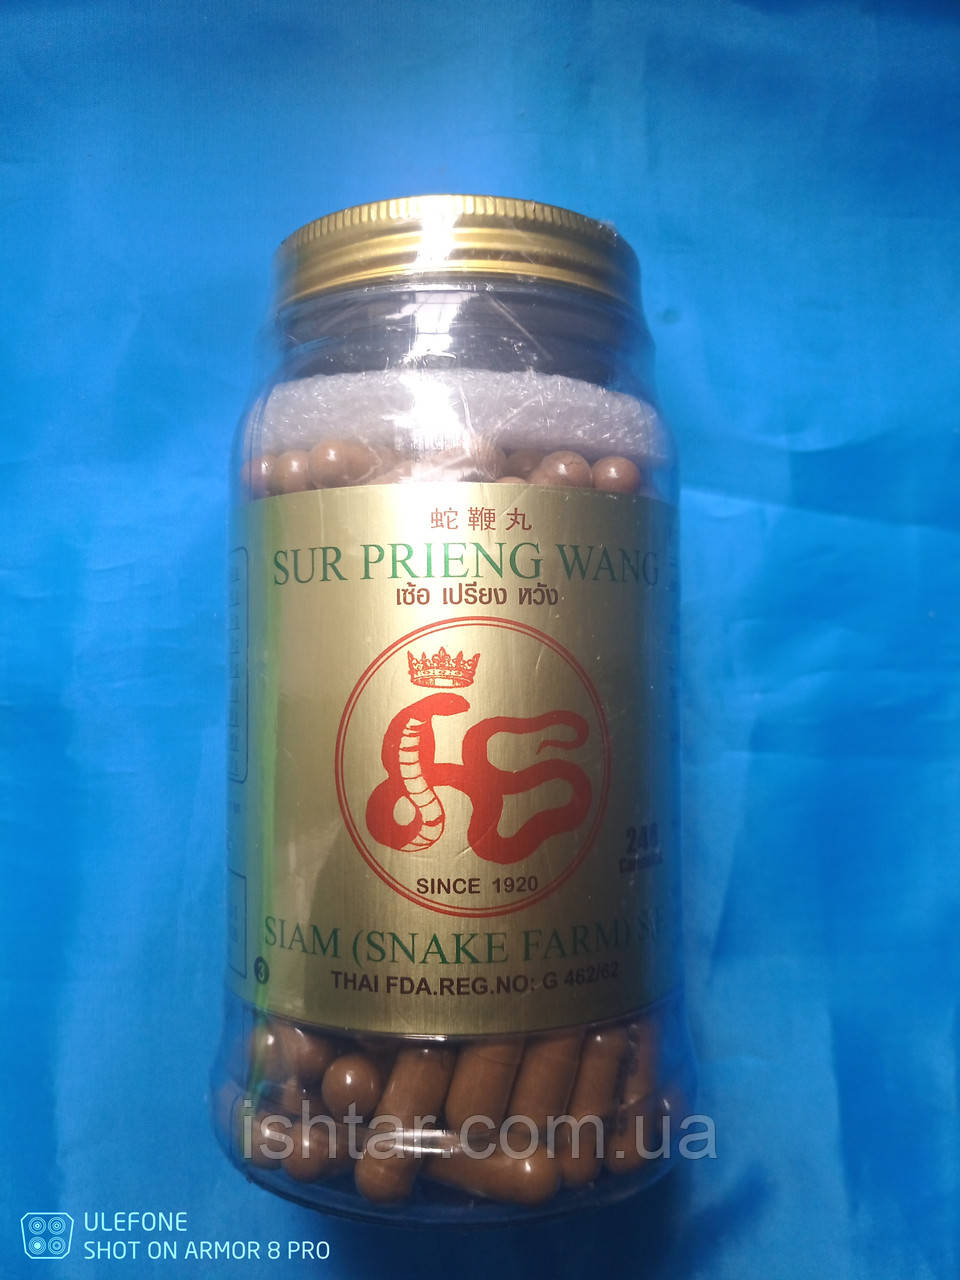 蛇鞭丸
SUR PRIENG WANG
เซ้อ เปรียง หวัง
SINCE 1920
SIAM (SNAKE FARM)
THAI FDA.REG.NO: G 462/62
3
ishtar.com.ua
ULEFONE
SHOT ON ARMOR 8 PRO